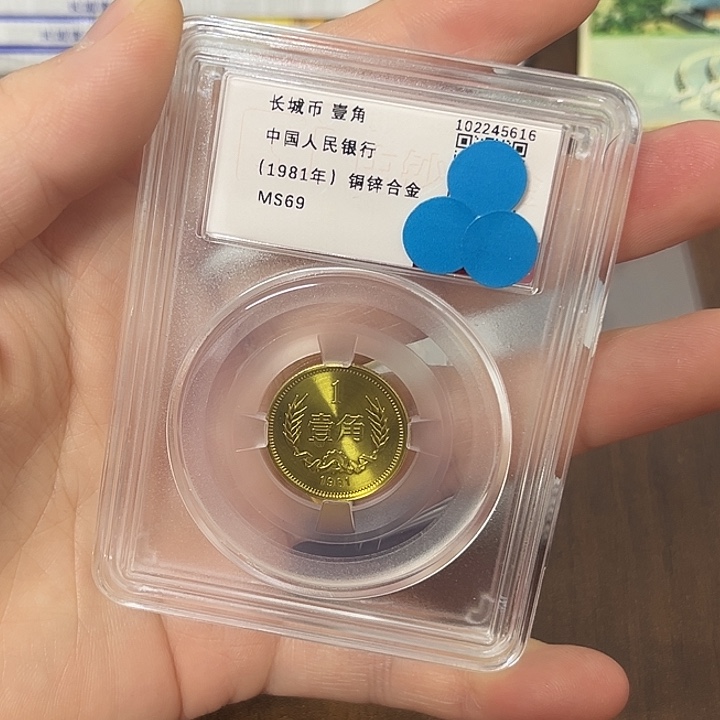 长城币 壹角
102245616
中国人民银行
(1981年) 铜锌合金
MS69
1
壹角
1981